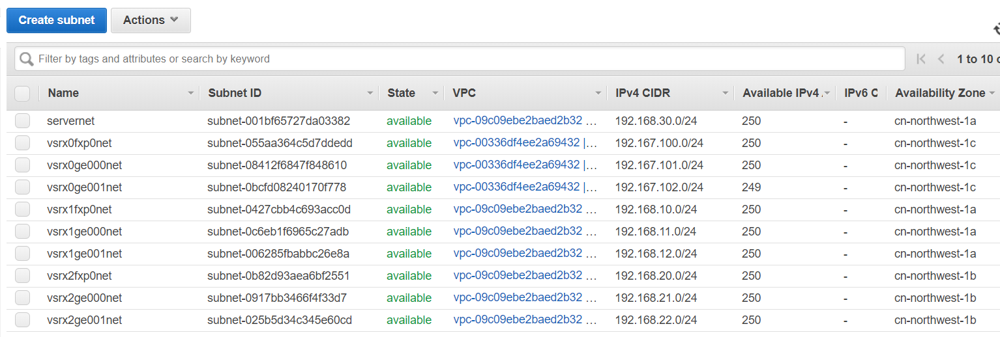 Create subnet Actions
Filter by tags and attributes or search by keyword 1 to 10 o
Name Subnet ID State VPC IPv4 CIDR Available IPv4 IPv6 C Availability Zone
servernet subnet-001bf65727da03382 available vpc-09c09ebe2baed2b32 ... 192.168.30.0/24 250 - cn-northwest-1a
vsrx0fxp0net subnet-055aa364c5d7ddedd available vpc-00336df4ee2a69432 |... 192.167.100.0/24 250 - cn-northwest-1c
vsrx0ge000net subnet-08412f6847f848610 available vpc-00336df4ee2a69432 |... 192.167.101.0/24 250 - cn-northwest-1c
vsrx0ge001net subnet-0bcfd08240170f778 available vpc-00336df4ee2a69432 |... 192.167.102.0/24 249 - cn-northwest-1c
vsrx1fxp0net subnet-0427cbb4c693acc0d available vpc-09c09ebe2baed2b32 ... 192.168.10.0/24 250 - cn-northwest-1a
vsrx1ge000net subnet-0c6eb1f6965c27adb available vpc-09c09ebe2baed2b32 ... 192.168.11.0/24 250 - cn-northwest-1a
vsrx1ge001net subnet-006285fbabbc26e8a available vpc-09c09ebe2baed2b32 ... 192.168.12.0/24 250 - cn-northwest-1a
vsrx2fxp0net subnet-0b82d93aea6bf2551 available vpc-09c09ebe2baed2b32 ... 192.168.20.0/24 250 - cn-northwest-1b
vsrx2ge000net subnet-0917bb3466f4f33d7 available vpc-09c09ebe2baed2b32 ... 192.168.21.0/24 250 - cn-northwest-1b
vsrx2ge001net subnet-025b5d34c345e60cd available vpc-09c09ebe2baed2b32 ... 192.168.22.0/24 250 - cn-northwest-1b